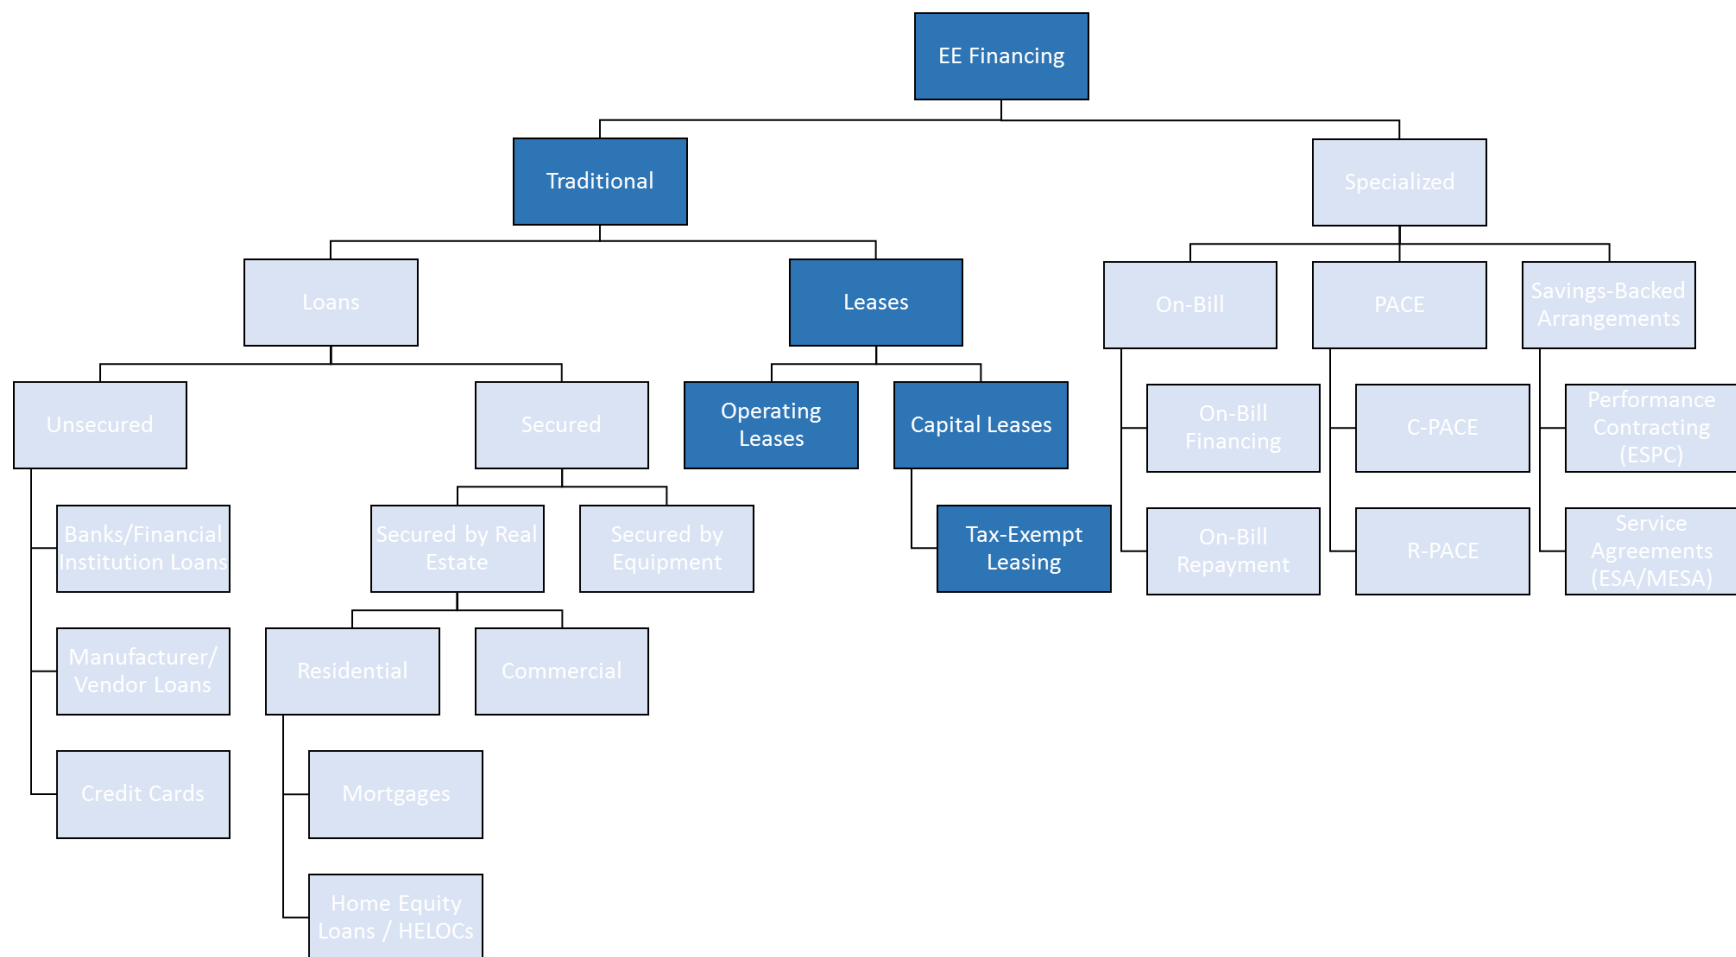 EE Financing
Traditional
Specialized
Loans
Leases
On-Bill
PACE
Savings-Backed
Arrangements
Unsecured
Secured
Operating
Leases
Capital Leases
On-Bill
Financing
C-PACE
Performance
Contracting
(ESPC)
Banks/Financial
Institution Loans
Secured by Real
Estate
Secured by
Equipment
Tax-Exempt
Leasing
On-Bill
Repayment
R-PACE
Service
Agreements
(ESA/MESA)
Manufacturer/
Vendor Loans
Residential
Commercial
Credit Cards
Mortgages
Home Equity
Loans / HELOCs